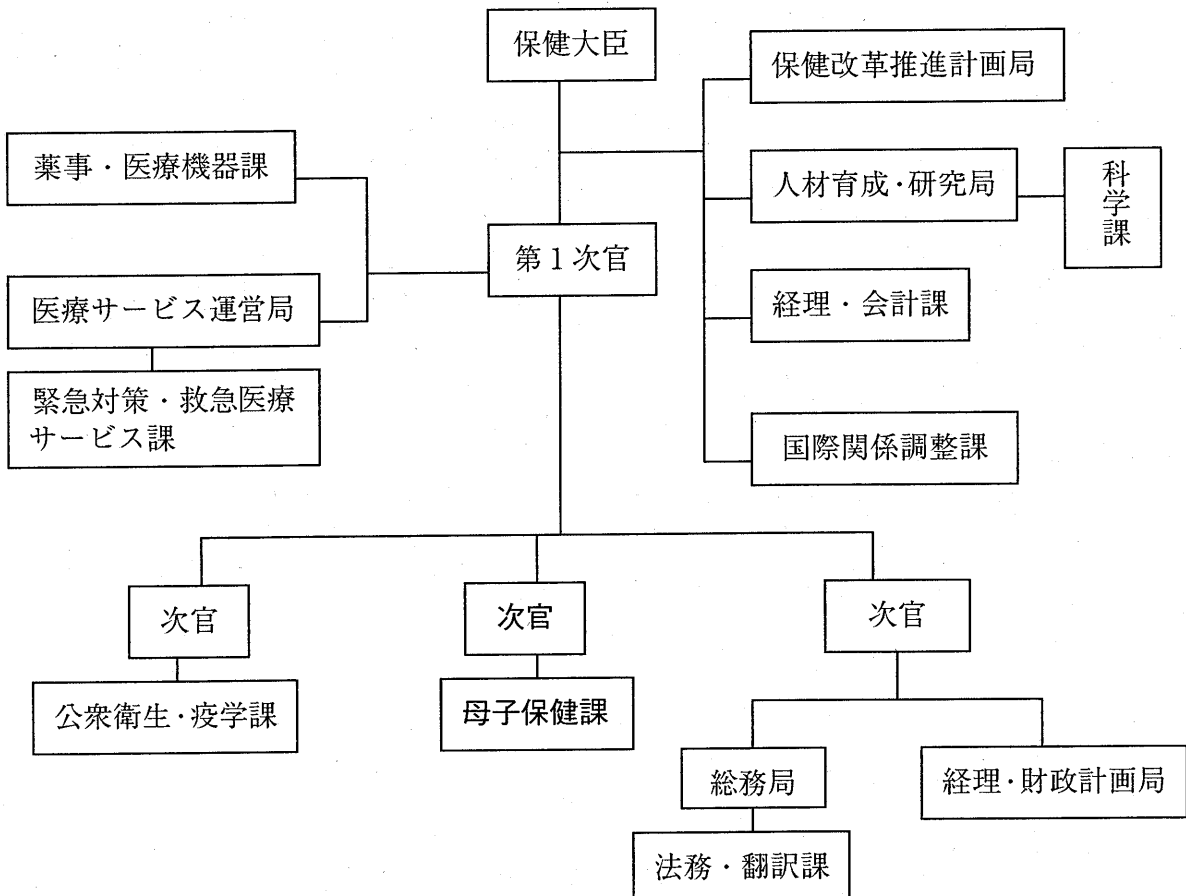 保健大臣
保健改革推進計画局
薬事・医療機器課
人材育成・研究局
科学課
第1次官
医療サービス運営局
経理・会計課
緊急対策・救急医療
サービス課
国際関係調整課
次官
次官
次官
公衆衛生・疫学課
母子保健課
総務局
経理・財政計画局
法務・翻訳課